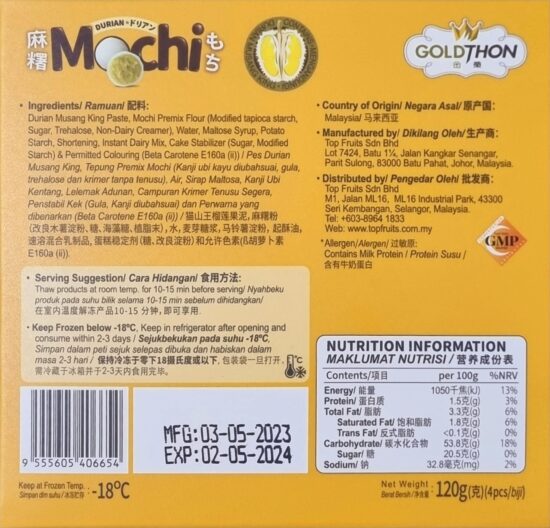 麻糬
DURIAN・ドリアン
Mochi
もち
GOLDTHON
• Ingredients/ Ramuan/ 配料:
Durian Musang King Paste, Mochi Premix Flour (Modified tapioca starch,
Sugar, Trehalose, Non-Dairy Creamer), Water, Maltose Syrup, Potato
Starch, Shortening, Instant Dairy Mix, Cake Stabilizer (Sugar, Modified
Starch) & Permitted Colouring (Beta Carotene E160a (ii)) / Pes Durian
Musang King, Tepung Premix Mochi (Kanji ubi kayu diubahsuai, gula,
trehalose dan krimer tanpa tenusu), Air, Sirap Maltosa, Kanji Ubi
Kentang, Lelemak Adunan, Campuran Krimer Tenusu Segera,
Penstabil Kek (Gula, Kanji Diubahsuai) dan Perwarna yang
dibenarkan (Beta Carotene E160a (ii)) / 猫山王榴莲果泥, 麻糬粉
(改良木薯淀粉、糖、海藻糖、植脂末), 水, 麦芽糖浆, 马铃薯淀粉, 起酥油,
速溶混合乳制品, 蛋糕稳定剂 (糖、改良淀粉) 和允许色素(ß胡萝卜素
E160a (ii)).
• Serving Suggestion/ Cara Hidangan/ 食用方法:
Thaw products at room temp. for 10-15 min before serving/ Nyahbeku
produk pada suhu bilik selama 10-15 min sebelum dihidangkan/
在室内温度解冻产品10-15 分钟, 即可享用.
• Keep Frozen below -18°C, Keep in refrigerator after opening and
consume within 2-3 days / Sejukbekukan pada suhu -18°C,
Simpan dalam peti sejuk selepas dibuka dan habiskan dalam
masa 2-3 hari / 保持冷冻于零下18摄氏度或以下, 包装袋一旦打开,
需冷藏于冰箱并于2-3天内食用完毕。
°C
9 555605 406654
MFG:03-05-2023
EXP:02-05-2024
Keep at Frozen Temp. .
Simpan dlm suhu / 冰冻贮存 .
-18°C
• Country of Origin/ Negara Asal/ 原产国:
Malaysia/ 马来西亚
• Manufactured by/ Dikilang Oleh/ 生产商:
Top Fruits Sdn Bhd
Lot 7424, Batu 1¼, Jalan Kangkar Senangar,
Parit Sulong, 83000 Batu Pahat, Johor, Malaysia.
• Distributed by/ Pengedar Oleh/ 批发商:
Top Fruits Sdn Bhd
M1, Jalan ML16, ML16 Industrial Park, 43300
Seri Kembangan, Selangor, Malaysia.
Tel: +603-8964 1833
Web: www.topfruits.com.my
*Allergen/Alergen/ 过敏原:
Contains Milk Protein / Protein Susu /
含有牛奶蛋白
GMP
NUTRITION INFORMATION
MAKLUMAT NUTRISI / 营养成份表
Contents/项目 per 100g %NRV
Energy/ 能量 1050千焦(kJ) 13%
Protein/ 蛋白质 1.5克(g) 3%
Total Fat/ 脂肪 3.3克(g) 6%
Saturated Fat/ 饱和脂肪 1.8克(g) 6%
Trans Fat/ 反式脂肪 <0.1克(g) 0%
Carbohydrate/ 碳水化合物 53.8克(g) 18%
Sugar/ 糖 20.5克(g) 0%
Sodium/ 钠 32.8毫克(mg) 2%
Net Weight .
Berat Bersih / 净含量 .
120g(克)(4pcs/biji)